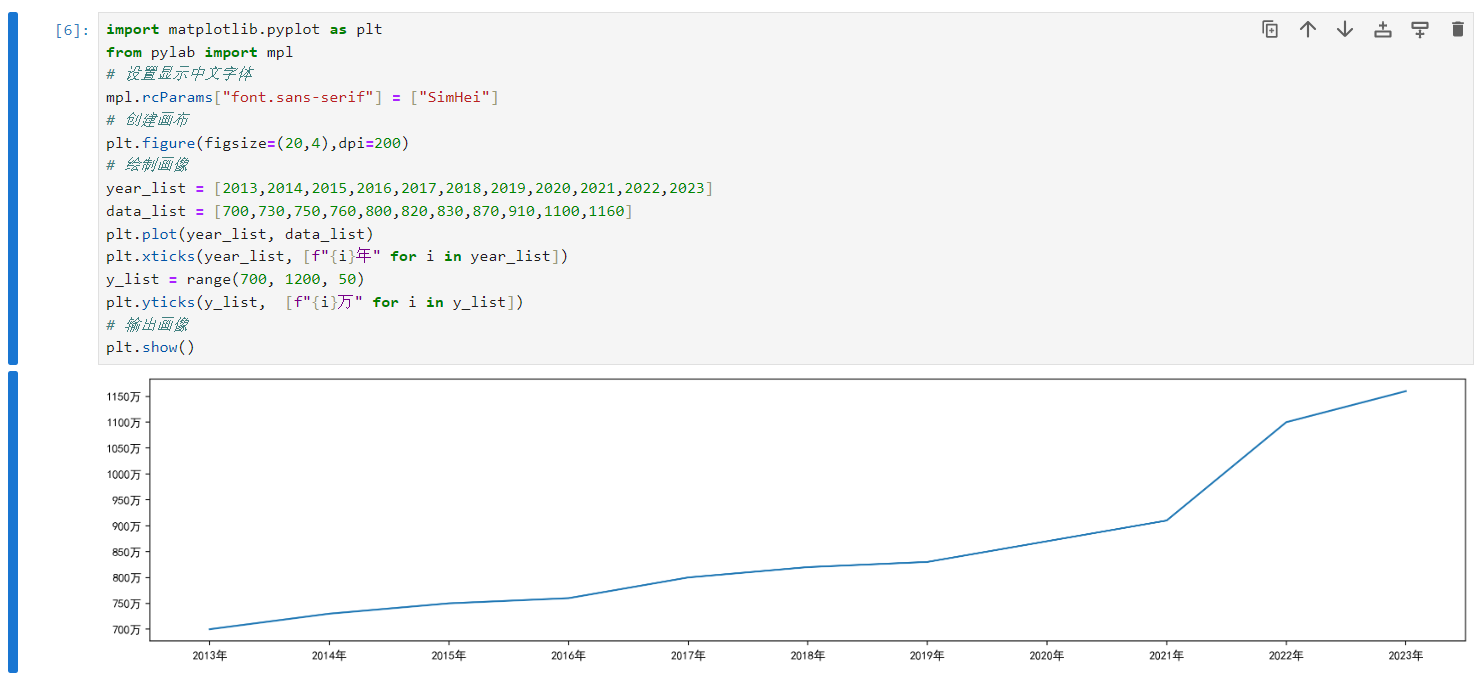 [6]:
import matplotlib.pyplot as plt
from pylab import mpl
# 设置显示中文字体
mpl.rcParams["font.sans-serif"] = ["SimHei"]
# 创建画布
plt.figure(figsize=(20,4),dpi=200)
# 绘制画像
year_list = [2013,2014,2015,2016,2017,2018,2019,2020,2021,2022,2023]
data_list = [700,730,750,760,800,820,830,870,910,1100,1160]
plt.plot(year_list, data_list)
plt.xticks(year_list, [f"{i}年" for i in year_list])
y_list = range(700, 1200, 50)
plt.yticks(y_list,  [f"{i}万" for i in y_list])
# 输出画像
plt.show()
1150万
1100万
1050万
1000万
950万
900万
850万
800万
750万
700万
2013年 2014年 2015年 2016年 2017年 2018年 2019年 2020年 2021年 2022年 2023年